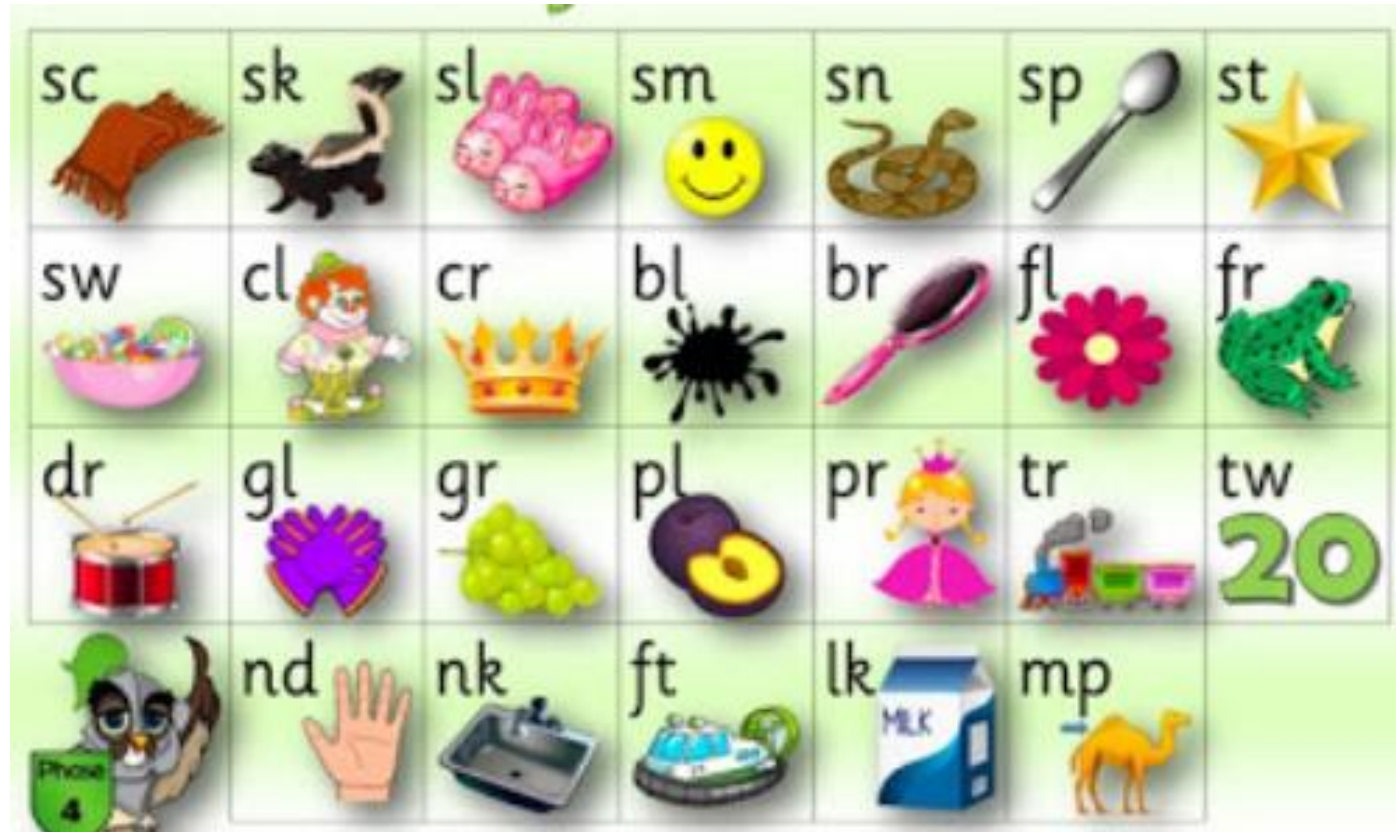 sc sk sl sm sn sp st
sw cl cr bl br fl fr
dr gl gr pl pr tr tw
20
nd nk ft lk mp
MILK
Phase
4